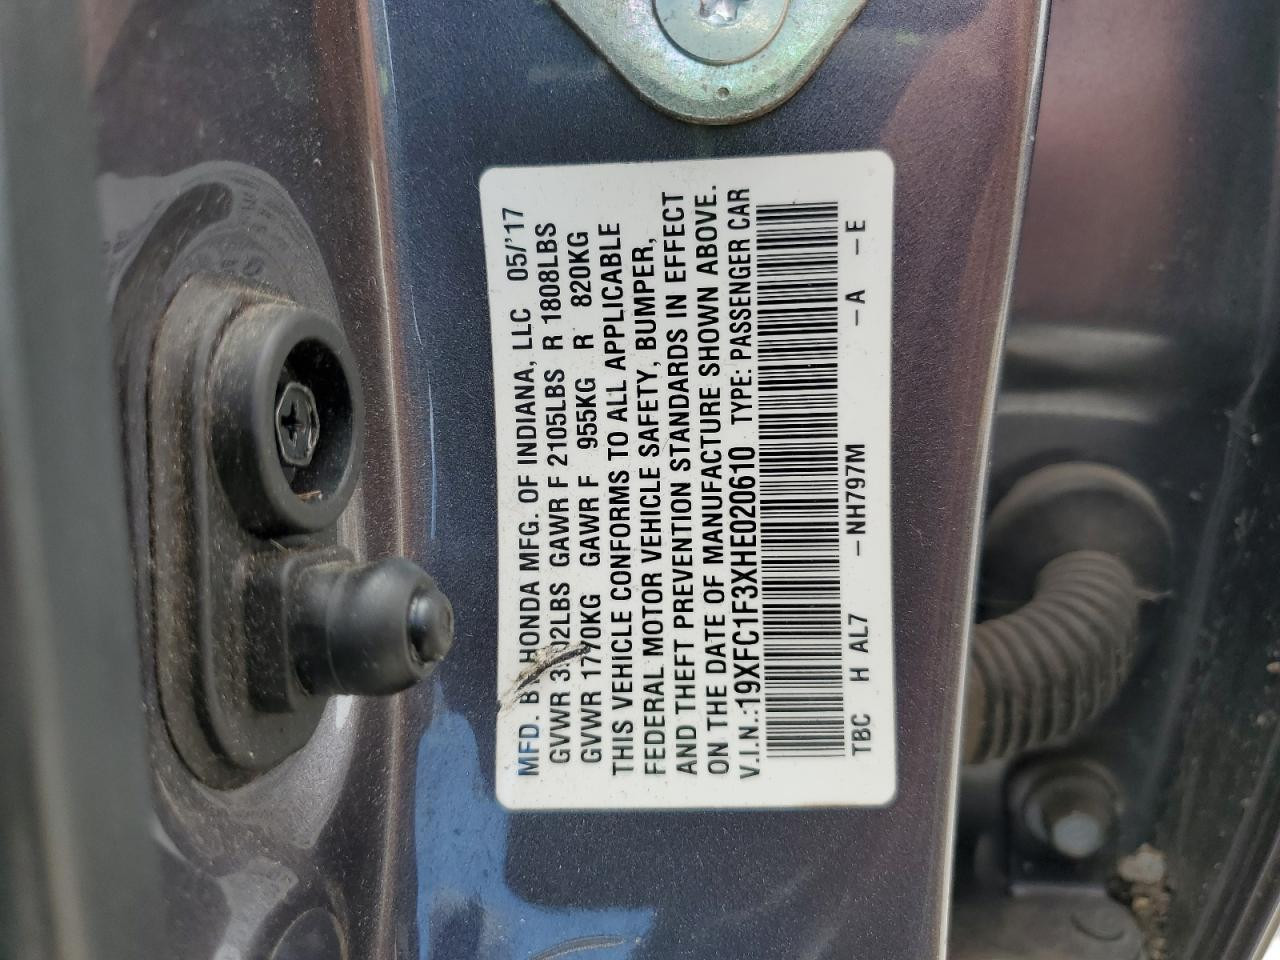 MFD. BY HONDA MFG. OF INDIANA, LLC 05/'17
GVWR 3902LBS GAWR F 2105LBS R 1808LBS
GVWR 1770KG GAWR F 955KG R 820KG
THIS VEHICLE CONFORMS TO ALL APPLICABLE
FEDERAL MOTOR VEHICLE SAFETY, BUMPER,
AND THEFT PREVENTION STANDARDS IN EFFECT
ON THE DATE OF MANUFACTURE SHOWN ABOVE.
V.I.N.:19XFC1F3XHE020610 TYPE: PASSENGER CAR
TBC H AL7 – NH797M – A – E